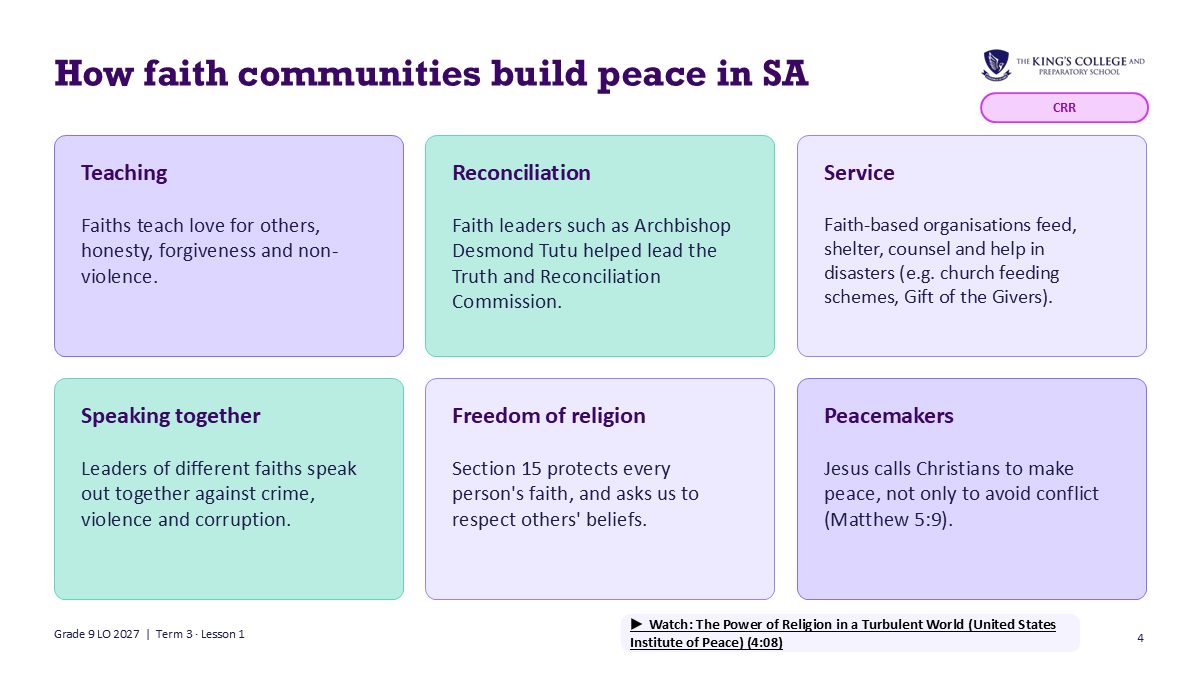 How faith communities build peace in SA
THE KING'S COLLEGE AND
PREPARATORY SCHOOL
CRR
Teaching
Faiths teach love for others,
honesty, forgiveness and non-
violence.
Reconciliation
Faith leaders such as Archbishop
Desmond Tutu helped lead the
Truth and Reconciliation
Commission.
Service
Faith-based organisations feed,
shelter, counsel and help in
disasters (e.g. church feeding
schemes, Gift of the Givers).
Speaking together
Leaders of different faiths speak
out together against crime,
violence and corruption.
Freedom of religion
Section 15 protects every
person's faith, and asks us to
respect others' beliefs.
Peacemakers
Jesus calls Christians to make
peace, not only to avoid conflict
(Matthew 5:9).
Grade 9 LO 2027 | Term 3 · Lesson 1
▶ Watch: The Power of Religion in a Turbulent World (United States
Institute of Peace) (4:08)
4